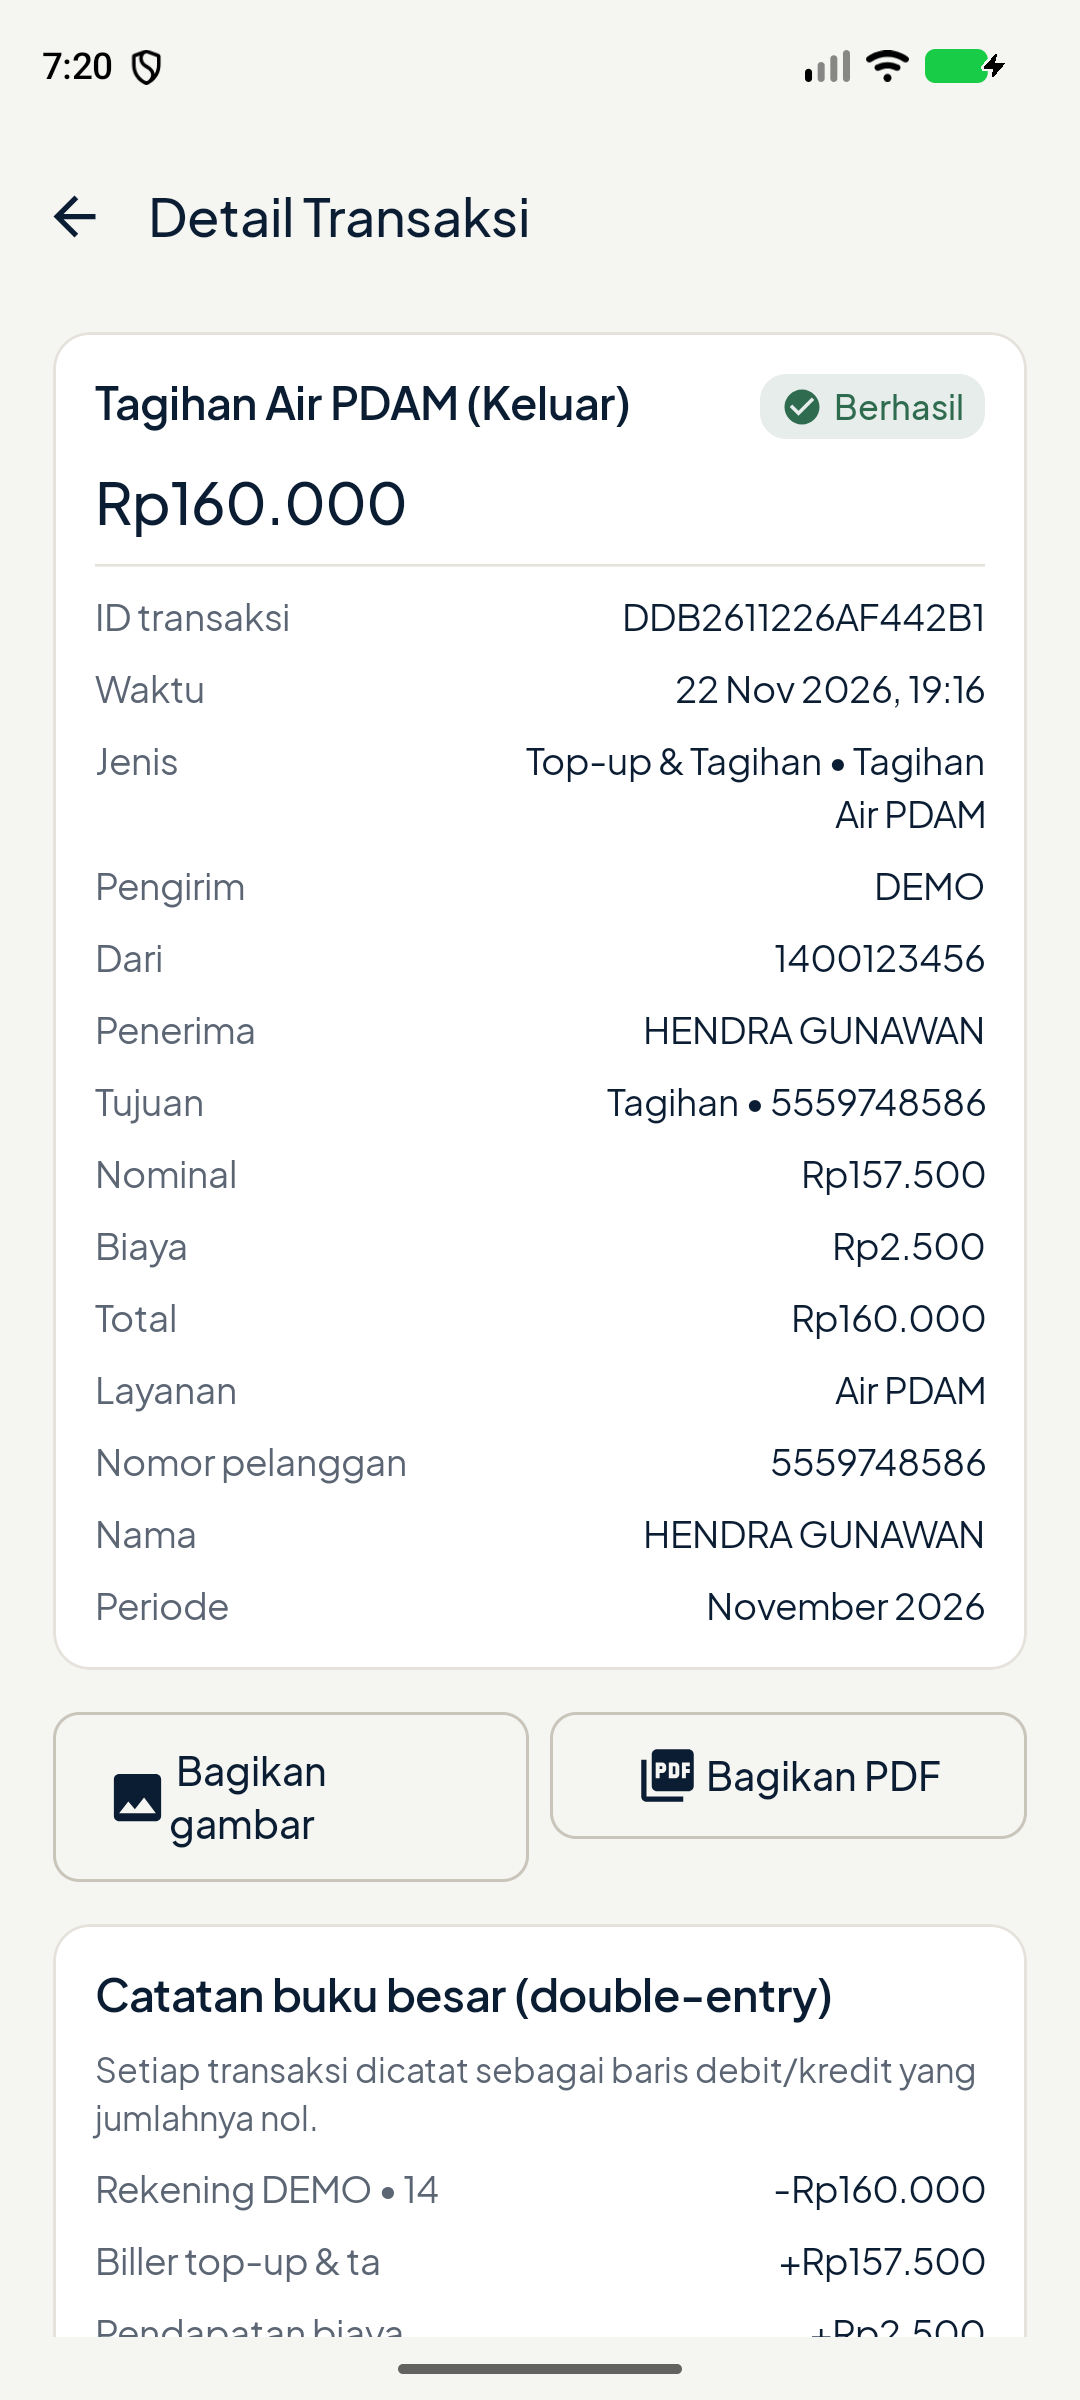 7:20
Detail Transaksi
Tagihan Air PDAM (Keluar)
Berhasil
Rp160.000
ID transaksi DDB2611226AF442B1
Waktu 22 Nov 2026, 19:16
Jenis Top-up & Tagihan • Tagihan
Air PDAM
Pengirim DEMO
Dari 1400123456
Penerima HENDRA GUNAWAN
Tujuan Tagihan • 5559748586
Nominal Rp157.500
Biaya Rp2.500
Total Rp160.000
Layanan Air PDAM
Nomor pelanggan 5559748586
Nama HENDRA GUNAWAN
Periode November 2026
Bagikan
gambar
PDF Bagikan PDF
Catatan buku besar (double-entry)
Setiap transaksi dicatat sebagai baris debit/kredit yang
jumlahnya nol.
Rekening DEMO • 14 -Rp160.000
Biller top-up & ta +Rp157.500
Pendapatan biaya +Rp2.500